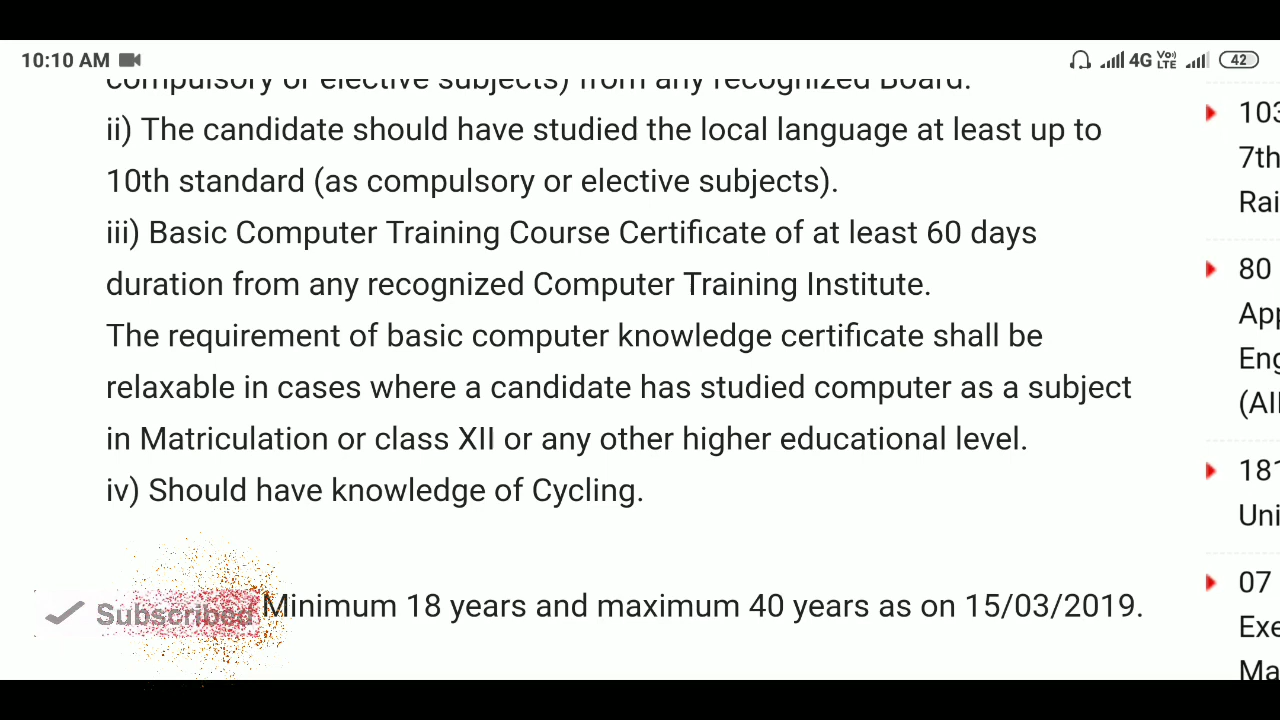 10:10 AM
4G Vo) LTE 42
compulsory or elective subjects) from any recognized Board.
ii) The candidate should have studied the local language at least up to
10th standard (as compulsory or elective subjects).
iii) Basic Computer Training Course Certificate of at least 60 days
duration from any recognized Computer Training Institute.
The requirement of basic computer knowledge certificate shall be
relaxable in cases where a candidate has studied computer as a subject
in Matriculation or class XII or any other higher educational level.
iv) Should have knowledge of Cycling.
Subscribed Minimum 18 years and maximum 40 years as on 15/03/2019.
103
7th
Rai
80
App
Eng
(AII
181
Uni
07
Exe
Ma